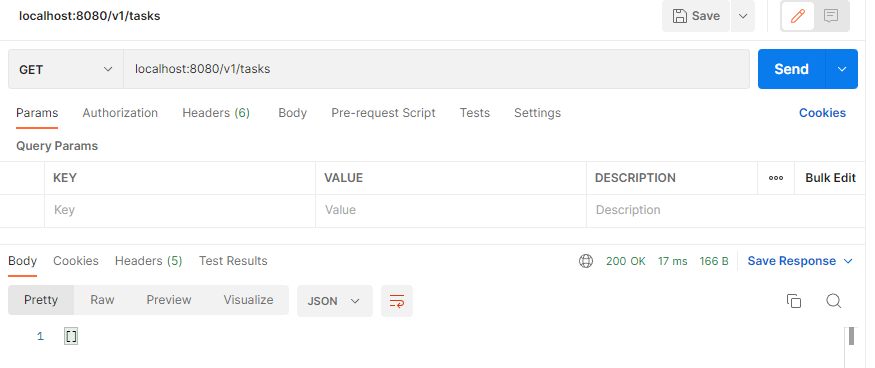 localhost:8080/v1/tasks Save
GET localhost:8080/v1/tasks Send
Params Authorization Headers (6) Body Pre-request Script Tests Settings Cookies
Query Params
KEY VALUE DESCRIPTION ooo Bulk Edit
Key Value Description
Body Cookies Headers (5) Test Results 200 OK 17 ms 166 B Save Response
Pretty Raw Preview Visualize JSON
1 []